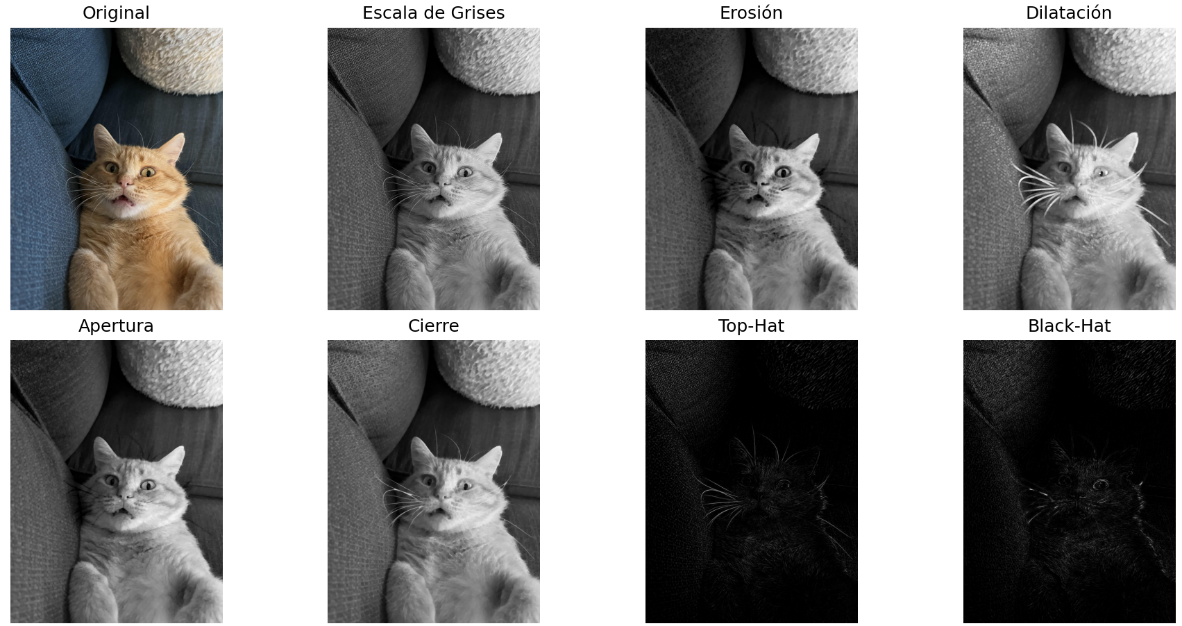 Original
Escala de Grises
Erosión
Dilatación
Apertura
Cierre
Top-Hat
Black-Hat